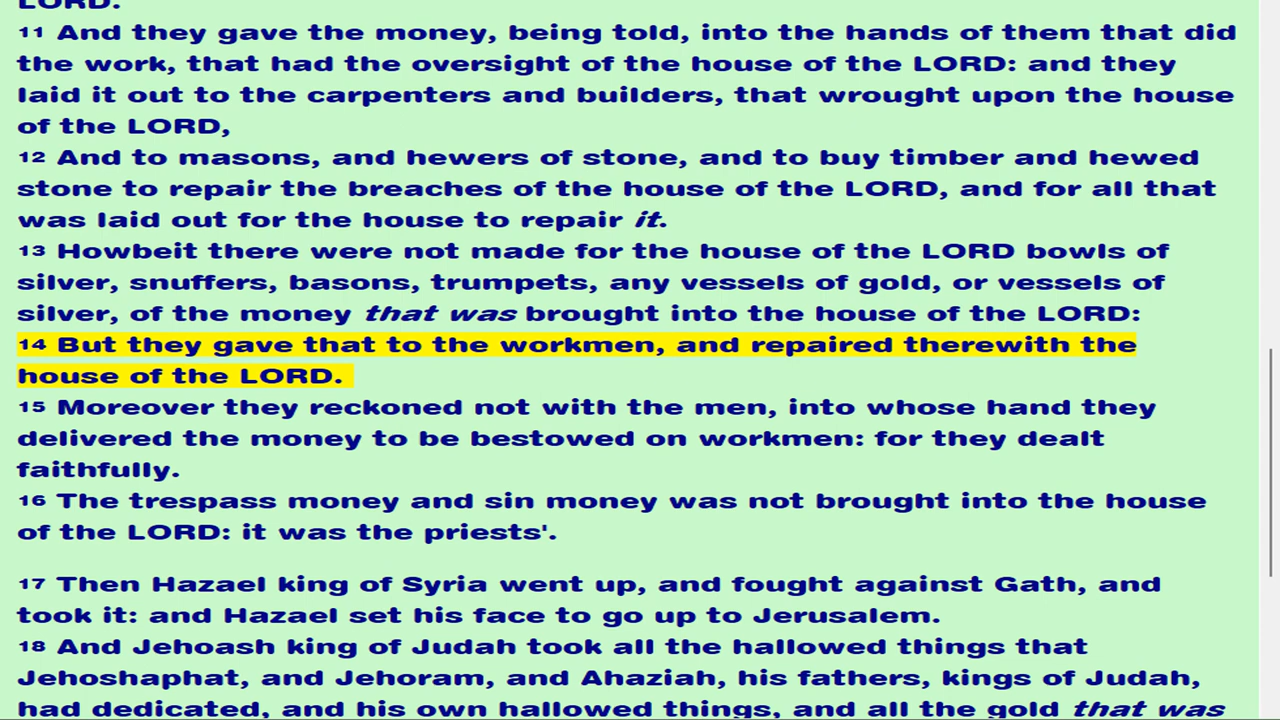 LORD.
11 And they gave the money, being told, into the hands of them that did
the work, that had the oversight of the house of the LORD: and they
laid it out to the carpenters and builders, that wrought upon the house
of the LORD,
12 And to masons, and hewers of stone, and to buy timber and hewed
stone to repair the breaches of the house of the LORD, and for all that
was laid out for the house to repair it.
13 Howbeit there were not made for the house of the LORD bowls of
silver, snuffers, basons, trumpets, any vessels of gold, or vessels of
silver, of the money that was brought into the house of the LORD:
14 But they gave that to the workmen, and repaired therewith the
house of the LORD.
15 Moreover they reckoned not with the men, into whose hand they
delivered the money to be bestowed on workmen: for they dealt
faithfully.
16 The trespass money and sin money was not brought into the house
of the LORD: it was the priests'.
17 Then Hazael king of Syria went up, and fought against Gath, and
took it: and Hazael set his face to go up to Jerusalem.
18 And Jehoash king of Judah took all the hallowed things that
Jehoshaphat, and Jehoram, and Ahaziah, his fathers, kings of Judah,
had dedicated, and his own hallowed things, and all the gold that was